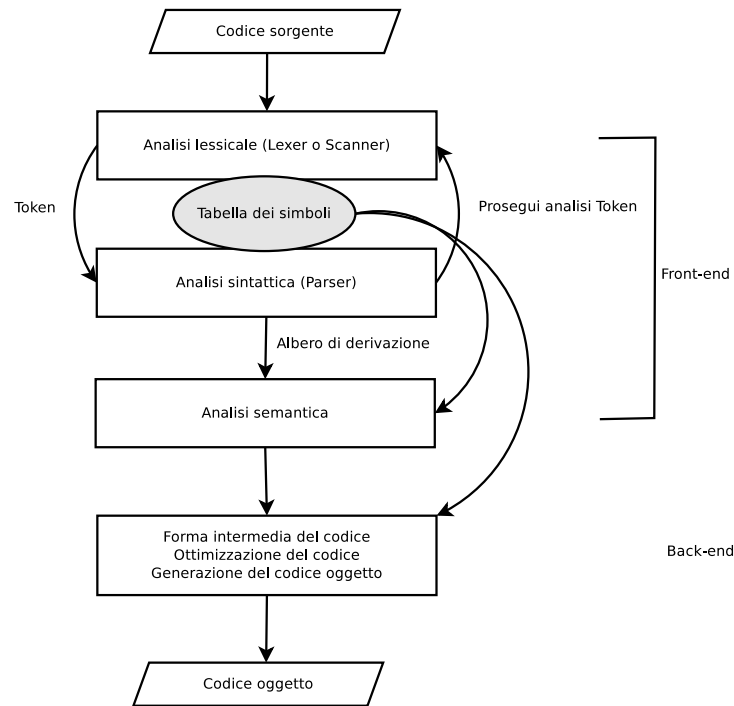 Codice sorgente
Analisi lessicale (Lexer o Scanner)
Token
Tabella dei simboli
Prosegui analisi Token
Analisi sintattica (Parser)
Front-end
Albero di derivazione
Analisi semantica
Forma intermedia del codice
Ottimizzazione del codice
Generazione del codice oggetto
Back-end
Codice oggetto